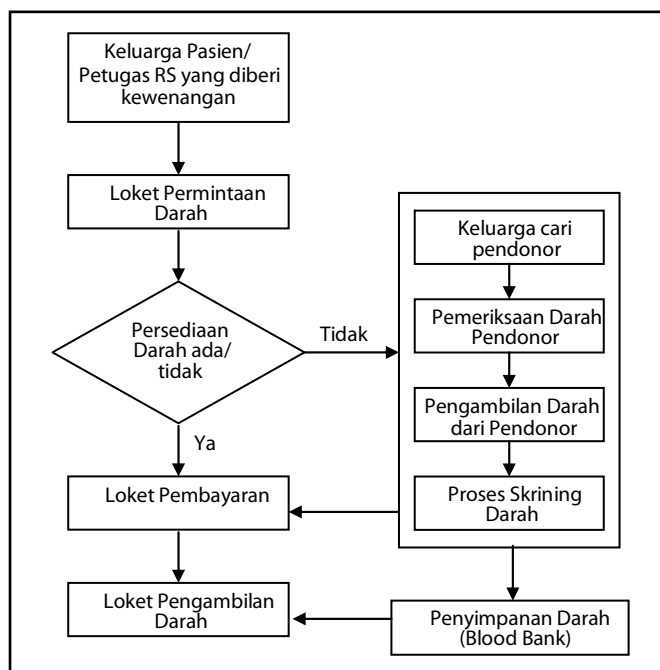 Keluarga Pasien/
Petugas RS yang diberi
kewenangan
Loket Permintaan
Darah
Persediaan
Darah ada/
tidak
Tidak
Ya
Keluarga cari
pendonor
Pemeriksaan Darah
Pendonor
Pengambilan Darah
dari Pendonor
Proses Skrining
Darah
Loket Pembayaran
Loket Pengambilan
Darah
Penyimpanan Darah
(Blood Bank)